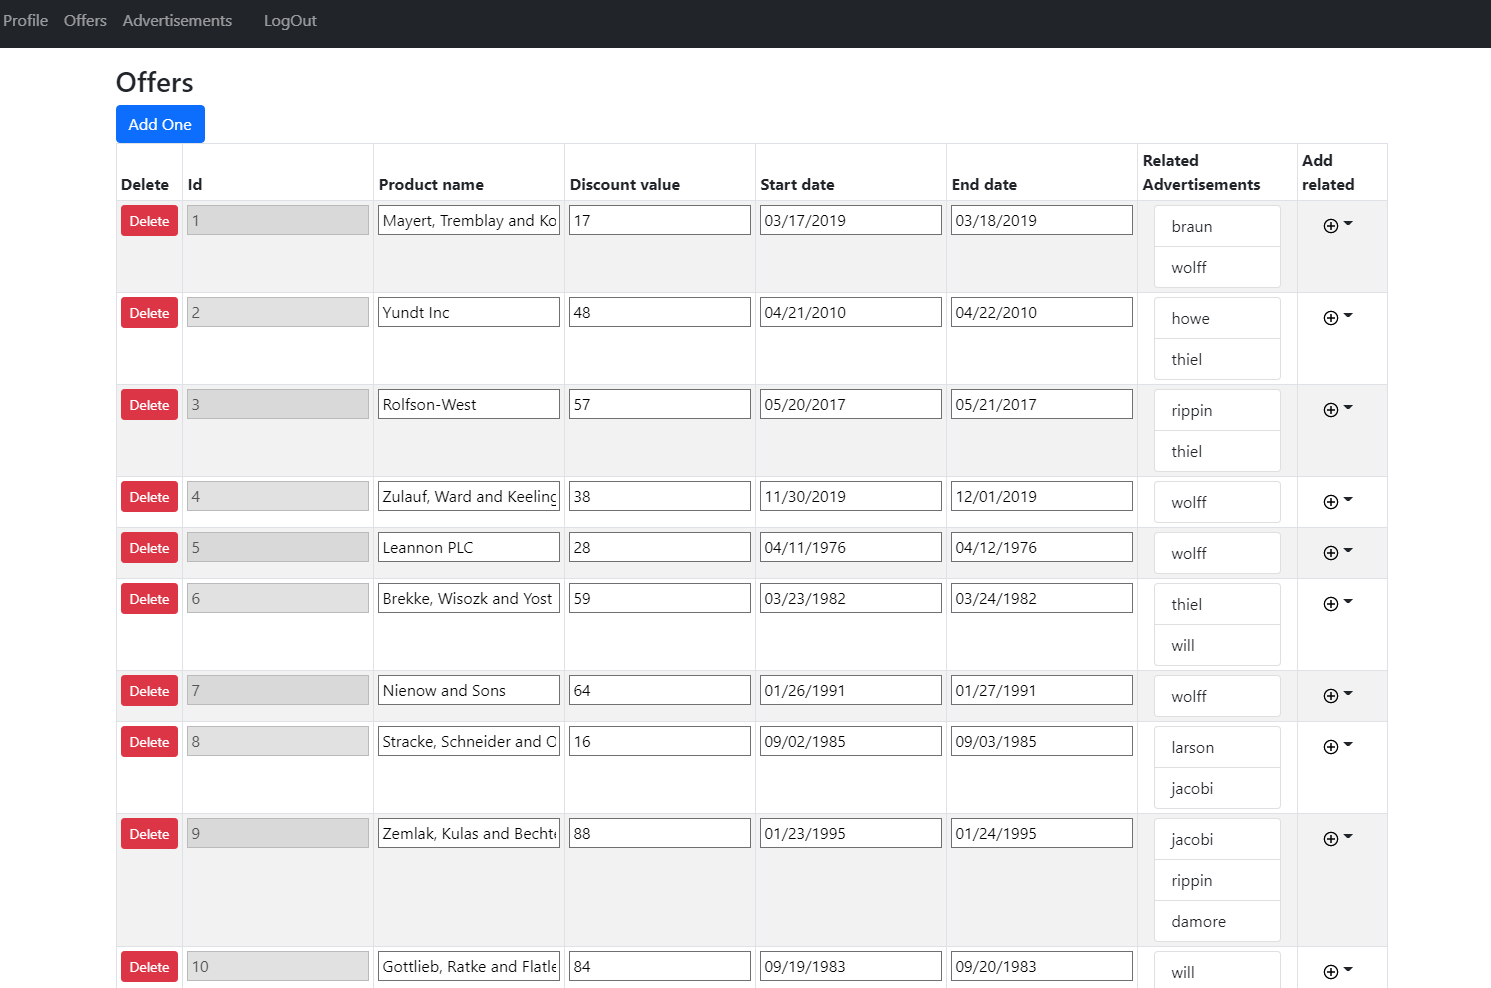 Profile Offers Advertisements LogOut
Offers
Add One
Delete Id Product name Discount value Start date End date Related Advertisements Add related
Delete 1 Mayert, Tremblay and Ko 17 03/17/2019 03/18/2019 braun
wolff
Delete 2 Yundt Inc 48 04/21/2010 04/22/2010 howe
thiel
Delete 3 Rolfson-West 57 05/20/2017 05/21/2017 rippin
thiel
Delete 4 Zulauf, Ward and Keeling 38 11/30/2019 12/01/2019 wolff
Delete 5 Leannon PLC 28 04/11/1976 04/12/1976 wolff
Delete 6 Brekke, Wisozk and Yost 59 03/23/1982 03/24/1982 thiel
will
Delete 7 Nienow and Sons 64 01/26/1991 01/27/1991 wolff
Delete 8 Stracke, Schneider and 16 09/02/1985 09/03/1985 larson
jacobi
Delete 9 Zemlak, Kulas and Bechte 88 01/23/1995 01/24/1995 jacobi
rippin
damore
Delete 10 Gottlieb, Ratke and Flatle 84 09/19/1983 09/20/1983 will